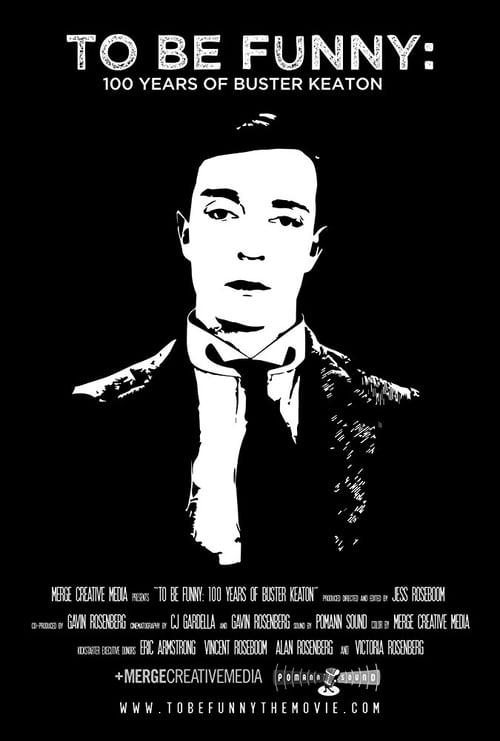 TO BE FUNNY:
100 YEARS OF BUSTER KEATON
MERGE CREATIVE MEDIA PRESENTS "TO BE FUNNY: 100 YEARS OF BUSTER KEATON" PRODUCED DIRECTED AND EDITED BY JESS ROSEBOOM
CO-PRODUCED BY GAVIN ROSENBERG CINEMATOGRAPHY BY CJ GARDELLA AND GAVIN ROSENBERG SOUND BY POMANN SOUND COLOR BY MERGE CREATIVE MEDIA
KICKSTARTER EXECUTIVE DONORS ERIC ARMSTRONG VINCENT ROSEBOOM ALAN ROSENBERG AND VICTORIA ROSENBERG
+MERGECREATIVEMEDIA POMANN SOUND
WWW.TOBEFUNNYTHEMOVIE.COM